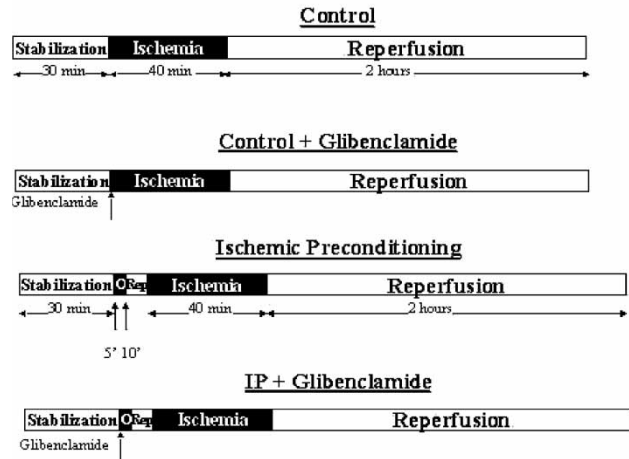 Control
Stabilization Ischemia Reperfusion
30 min 40 min 2 hours
Control + Glibenclamide
Stabilization Ischemia Reperfusion
Glibenclamide
Ischemic Preconditioning
Stabilization O Rep Ischemia Reperfusion
30 min 40 min 2 hours
5' 10'
IP + Glibenclamide
Stabilization O Rep Ischemia Reperfusion
Glibenclamide